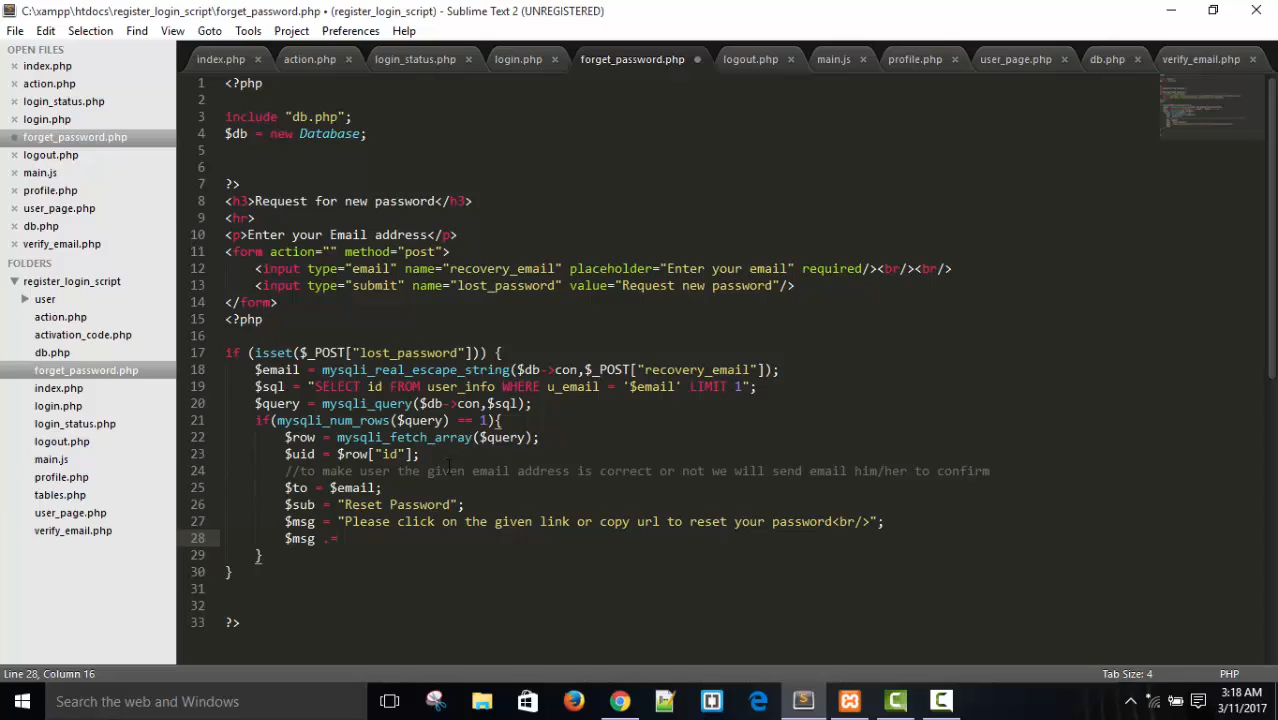 C:\xampp\htdocs\register_login_script\forget_password.php • (register_login_script) - Sublime Text 2 (UNREGISTERED)
File Edit Selection Find View Goto Tools Project Preferences Help
OPEN FILES
index.php
action.php
login_status.php
login.php
forget_password.php
logout.php
main.js
profile.php
user_page.php
db.php
verify_email.php
FOLDERS
register_login_script
user
action.php
activation_code.php
db.php
forget_password.php
index.php
login.php
login_status.php
logout.php
main.js
profile.php
tables.php
user_page.php
verify_email.php
index.php action.php login_status.php login.php forget_password.php logout.php main.js profile.php user_page.php db.php verify_email.php
1 <?php
2
3 include "db.php";
4 $db = new Database;
5
6
7 ?>
8 <h3>Request for new password</h3>
9 <hr>
10 <p>Enter your Email address</p>
11 <form action="" method="post">
12 <input type="email" name="recovery_email" placeholder="Enter your email" required/><br/><br/>
13 <input type="submit" name="lost_password" value="Request new password"/>
14 </form>
15 <?php
16
17 if (isset($_POST["lost_password"])) {
18 $email = mysqli_real_escape_string($db->con,$_POST["recovery_email"]);
19 $sql = "SELECT id FROM user_info WHERE u_email = '$email' LIMIT 1";
20 $query = mysqli_query($db->con,$sql);
21 if(mysqli_num_rows($query) == 1){
22 $row = mysqli_fetch_array($query);
23 $uid = $row["id"];
24 //to make user the given email address is correct or not we will send email him/her to confirm
25 $to = $email;
26 $sub = "Reset Password";
27 $msg = "Please click on the given link or copy url to reset your password<br/>";
28 $msg .=
29 }
30 }
31
32
33 ?>
Line 28, Column 16
Tab Size: 4
PHP
Search the web and Windows
3:18 AM
3/11/2017